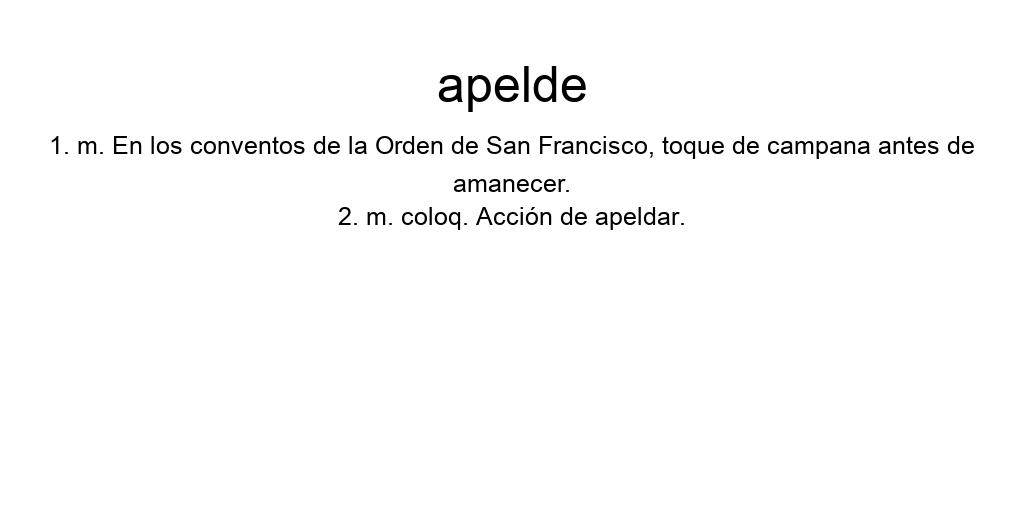 apelde
1. m. En los conventos de la Orden de San Francisco, toque de campana antes de
amanecer.
2. m. coloq. Acción de apeldar.